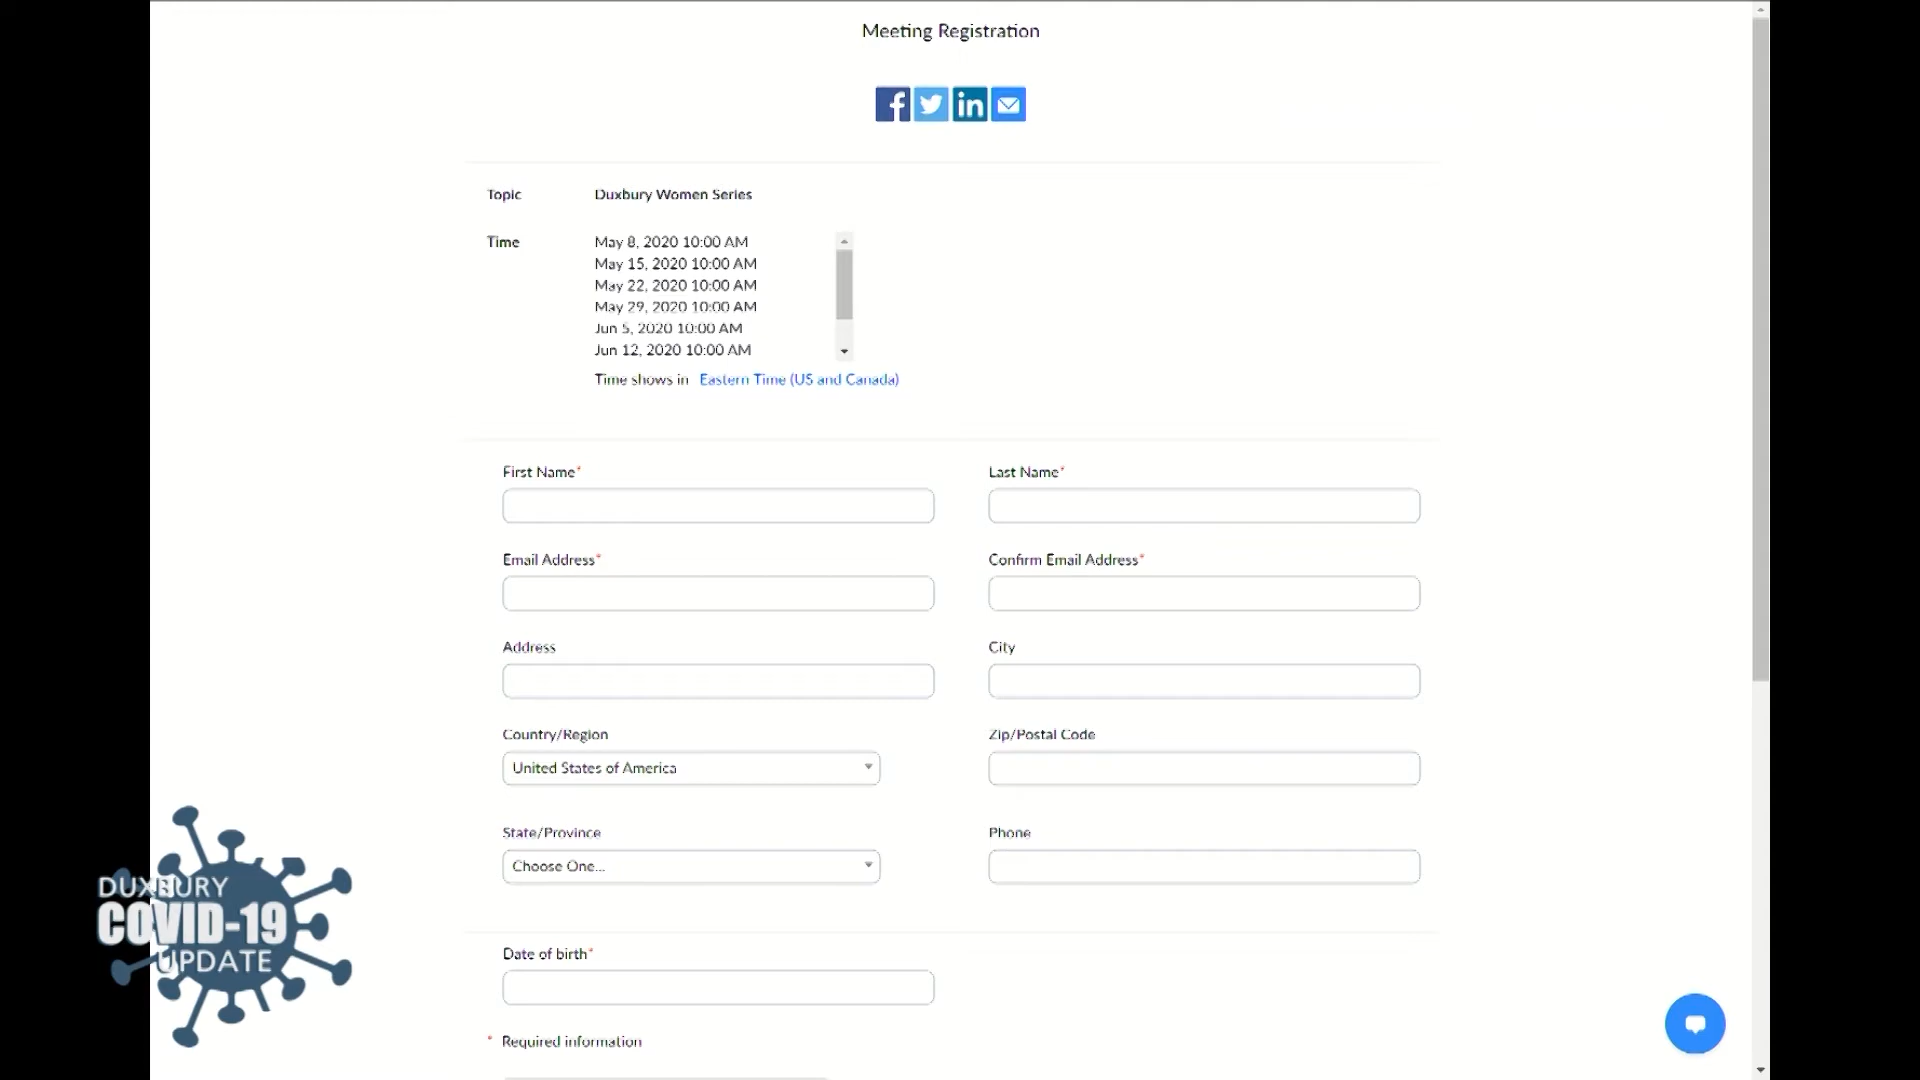 Meeting Registration
Topic Duxbury Women Series
Time May 8, 2020 10:00 AM
May 15, 2020 10:00 AM
May 22, 2020 10:00 AM
May 29, 2020 10:00 AM
Jun 5, 2020 10:00 AM
Jun 12, 2020 10:00 AM
Time shows in Eastern Time (US and Canada)
First Name* Last Name*
Email Address* Confirm Email Address*
Address City
Country/Region Zip/Postal Code
United States of America
State/Province Phone
Choose One...
Date of birth*
* Required information
DUXBURY
COVID-19
UPDATE